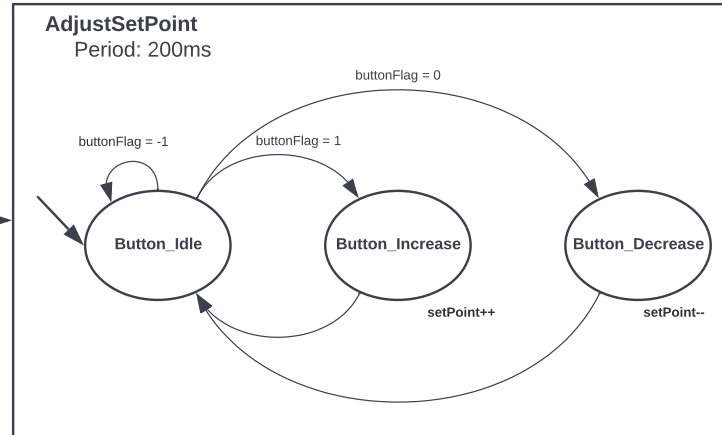 AdjustSetPoint
Period: 200ms
buttonFlag = 0
buttonFlag = -1
buttonFlag = 1
Button_Idle
Button_Increase
Button_Decrease
setPoint++
setPoint--